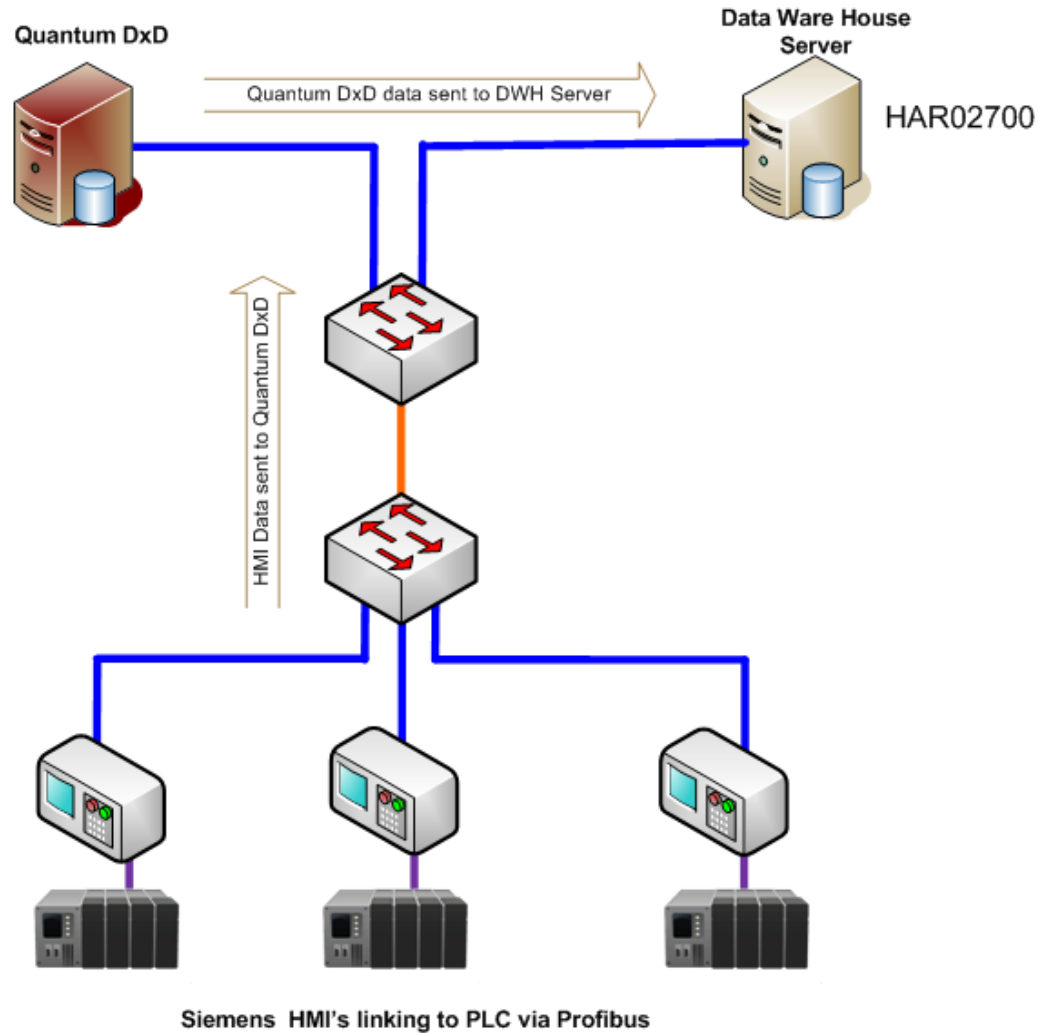 Quantum DxD
Data Ware House
Server
Quantum DxD data sent to DWH Server
HAR02700
HMI Data sent to Quantum DxD
Siemens  HMI's linking to PLC via Profibus